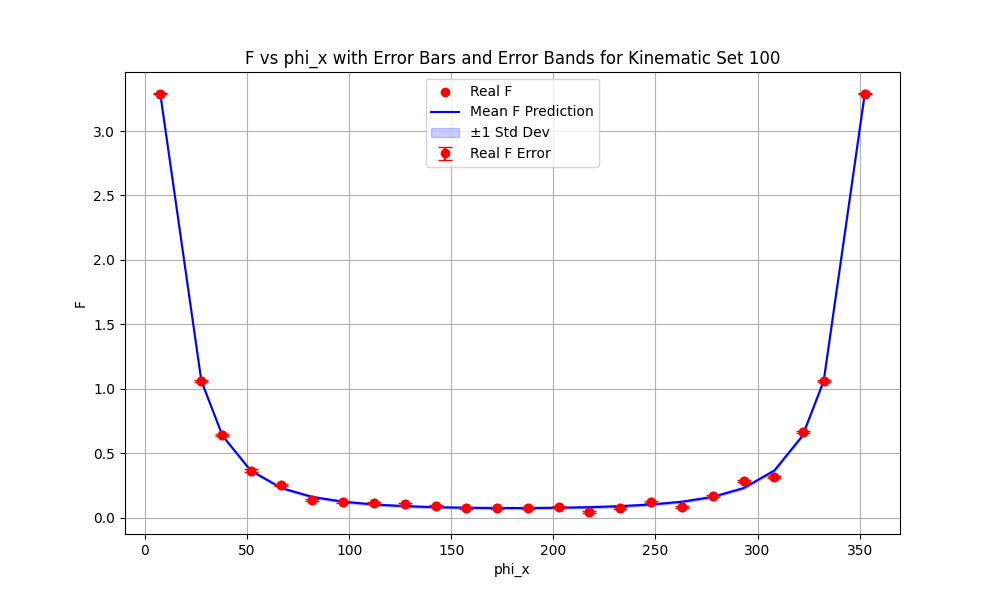 F vs phi_x with Error Bars and Error Bands for Kinematic Set 100
Real F
Mean F Prediction
±1 Std Dev
Real F Error
3.0
2.5
2.0
1.5
1.0
0.5
0.0
F
0 50 100 150 200 250 300 350
phi_x